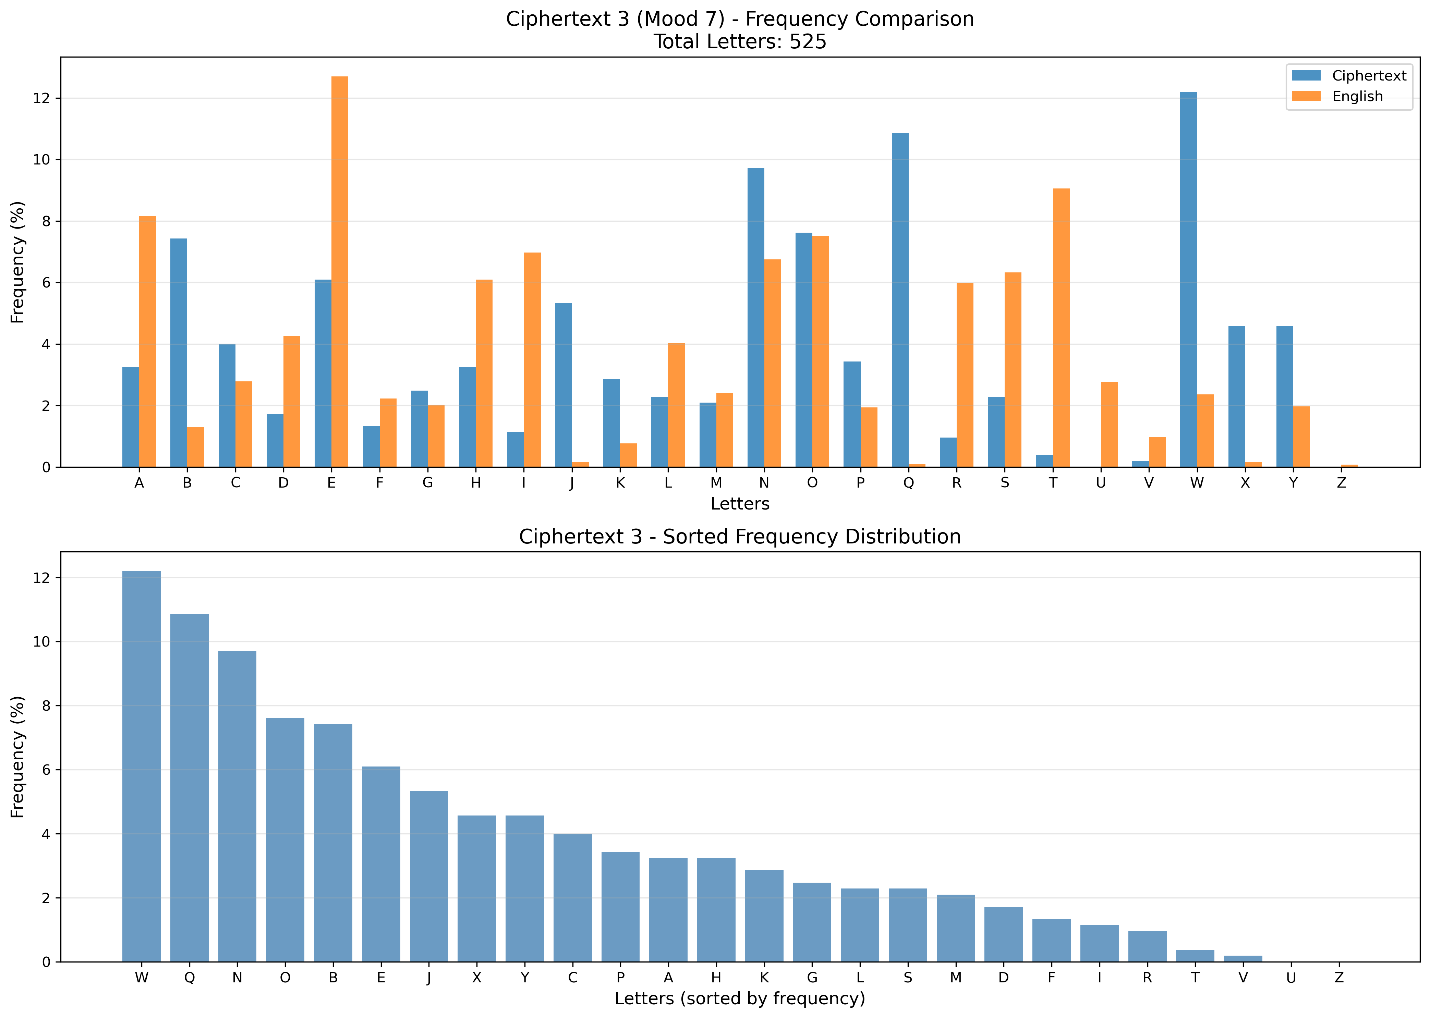 Ciphertext 3 (Mood 7) - Frequency Comparison
Total Letters: 525
Ciphertext
English
Frequency (%)
12
10
8
6
4
2
0
A B C D E F G H I J K L M N O P Q R S T U V W X Y Z
Letters
Ciphertext 3 - Sorted Frequency Distribution
Frequency (%)
12
10
8
6
4
2
0
W Q N O B E J X Y C P A H K G L S M D F I R T V U Z
Letters (sorted by frequency)